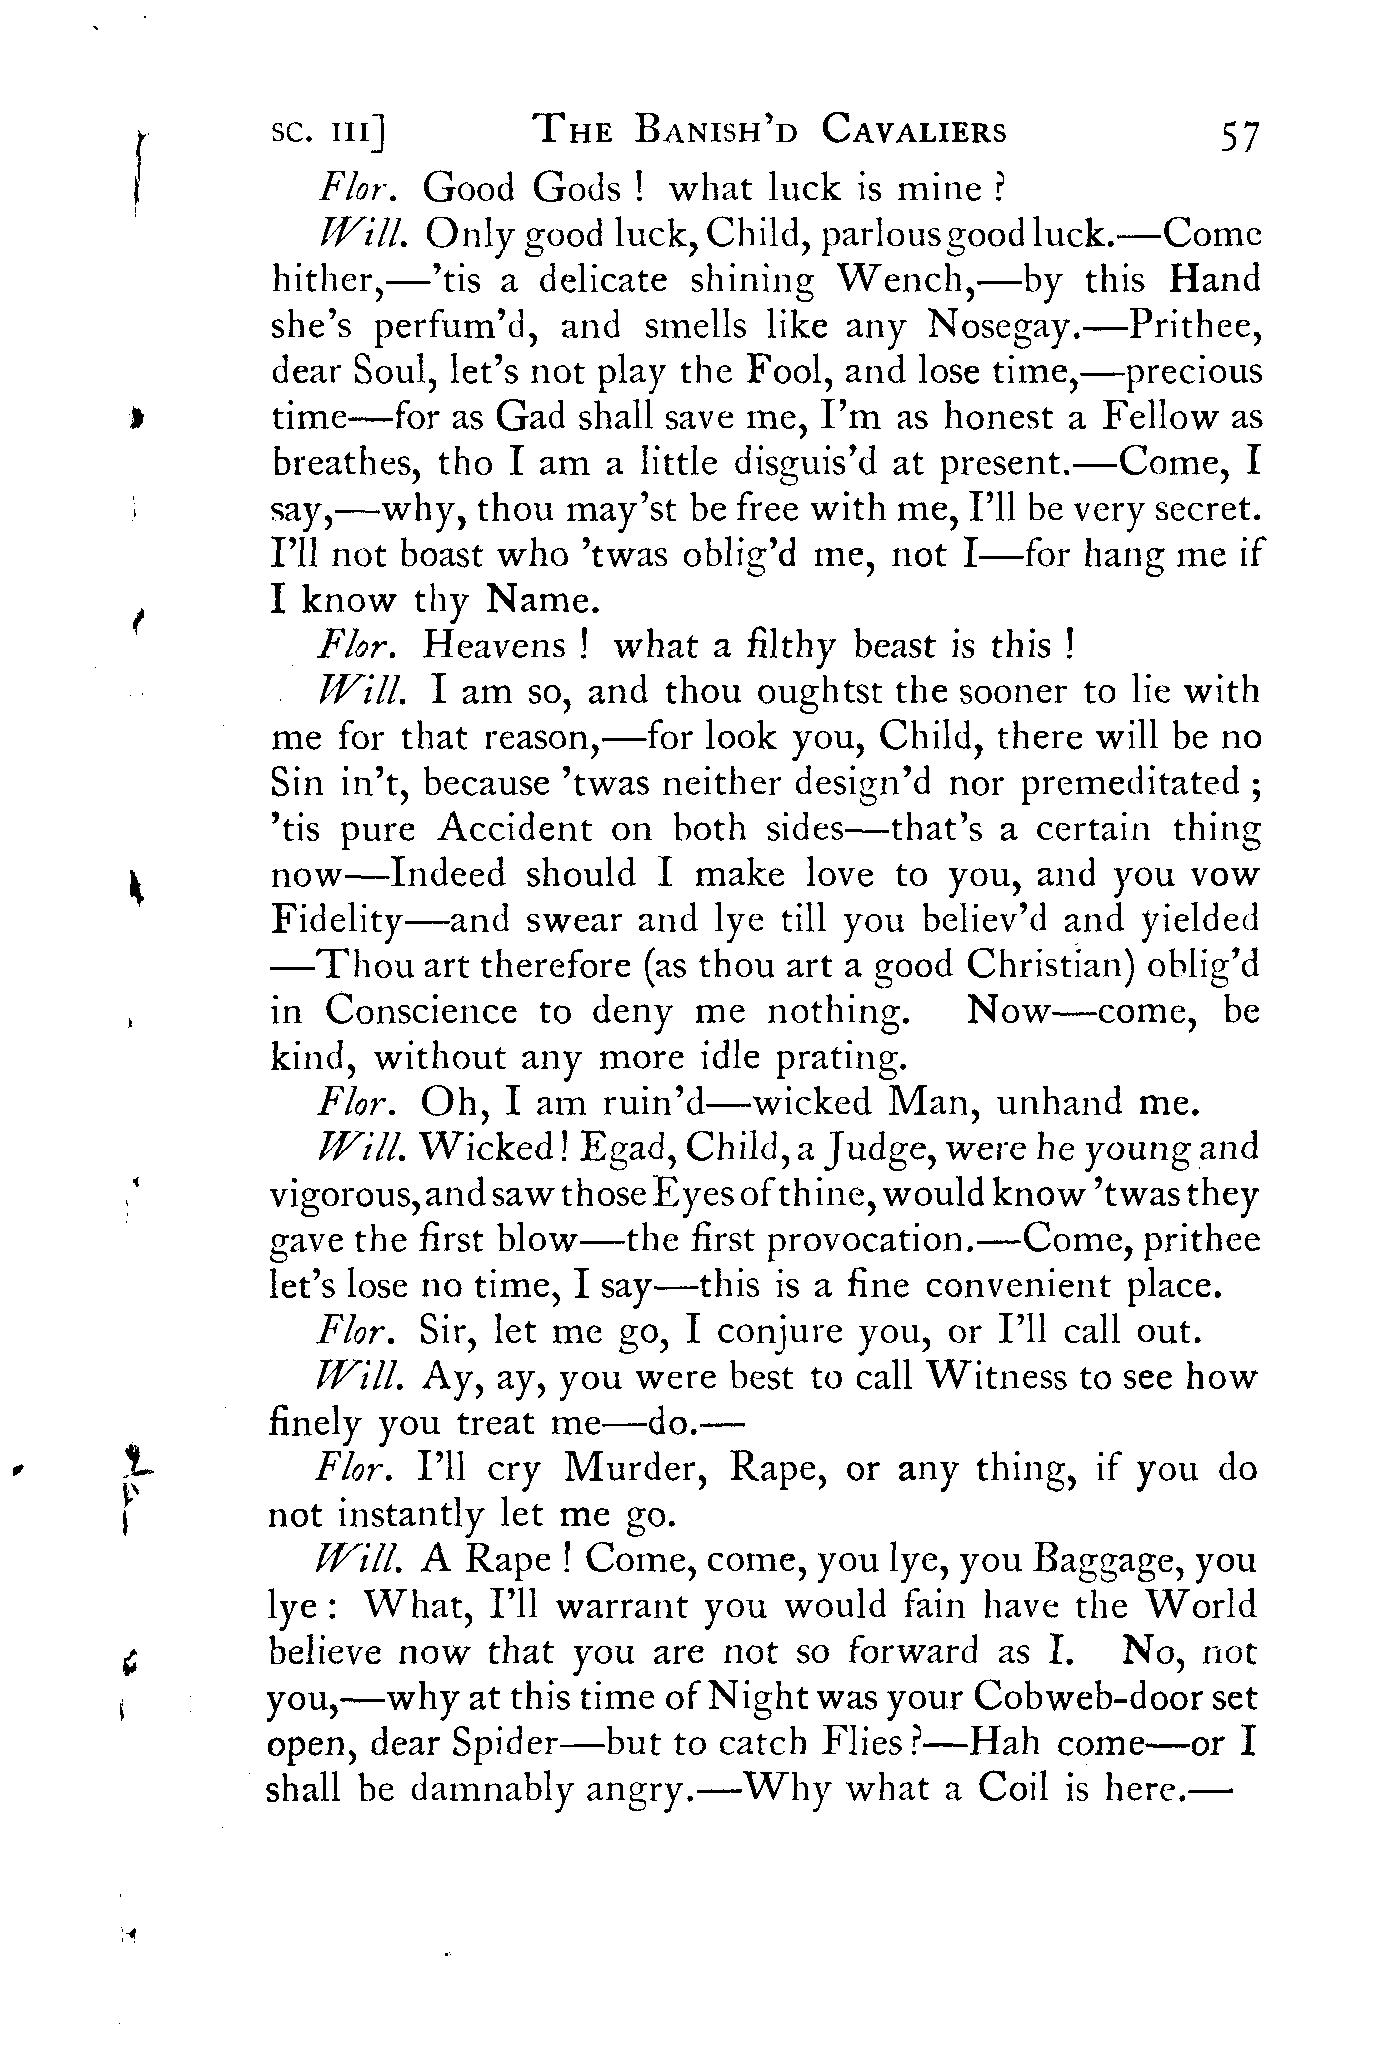 SC. III] THE BANISH'D CAVALIERS 57
Flor. Good Gods ! what luck is mine ?
Will. Only good luck, Child, parlous good luck.—Come
hither,—'tis a delicate shining Wench,—by this Hand
she's perfum'd, and smells like any Nosegay.—Prithee,
dear Soul, let's not play the Fool, and lose time,—precious
time—for as Gad shall save me, I'm as honest a Fellow as
breathes, tho I am a little disguis'd at present.—Come, I
say,—why, thou may'st be free with me, I'll be very secret.
I'll not boast who 'twas oblig'd me, not I—for hang me if
I know thy Name.
Flor. Heavens ! what a filthy beast is this !
Will. I am so, and thou oughtst the sooner to lie with
me for that reason,—for look you, Child, there will be no
Sin in't, because 'twas neither design'd nor premeditated ;
'tis pure Accident on both sides—that's a certain thing
now—Indeed should I make love to you, and you vow
Fidelity—and swear and lye till you believ'd and yielded
—Thou art therefore (as thou art a good Christian) oblig'd
in Conscience to deny me nothing. Now—come, be
kind, without any more idle prating.
Flor. Oh, I am ruin'd—wicked Man, unhand me.
Will. Wicked! Egad, Child, a Judge, were he young and
vigorous, and saw those Eyes of thine, would know 'twas they
gave the first blow—the first provocation.—Come, prithee
let's lose no time, I say—this is a fine convenient place.
Flor. Sir, let me go, I conjure you, or I'll call out.
Will. Ay, ay, you were best to call Witness to see how
finely you treat me—do.—
Flor. I'll cry Murder, Rape, or any thing, if you do
not instantly let me go.
Will. A Rape ! Come, come, you lye, you Baggage, you
lye : What, I'll warrant you would fain have the World
believe now that you are not so forward as I. No, not
you,—why at this time of Night was your Cobweb-door set
open, dear Spider—but to catch Flies ?—Hah come—or I
shall be damnably angry.—Why what a Coil is here.—